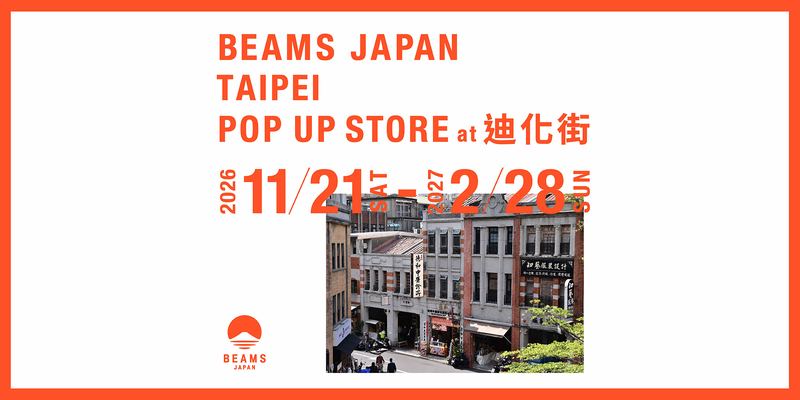 BEAMS JAPAN
TAIPEI
POP UP STORE at 迪化街
2026 11/21 SAT - 2027 2/28 SUN
BEAMS
JAPAN